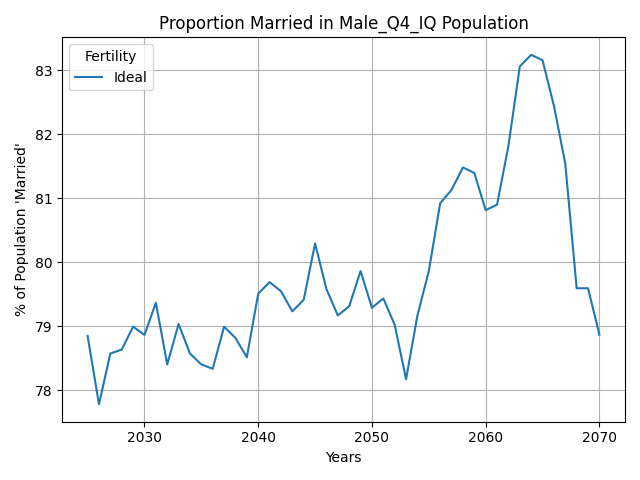 Proportion Married in Male_Q4_IQ Population
Fertility
Ideal
% of Population 'Married'
83
82
81
80
79
78
2030 2040 2050 2060 2070
Years